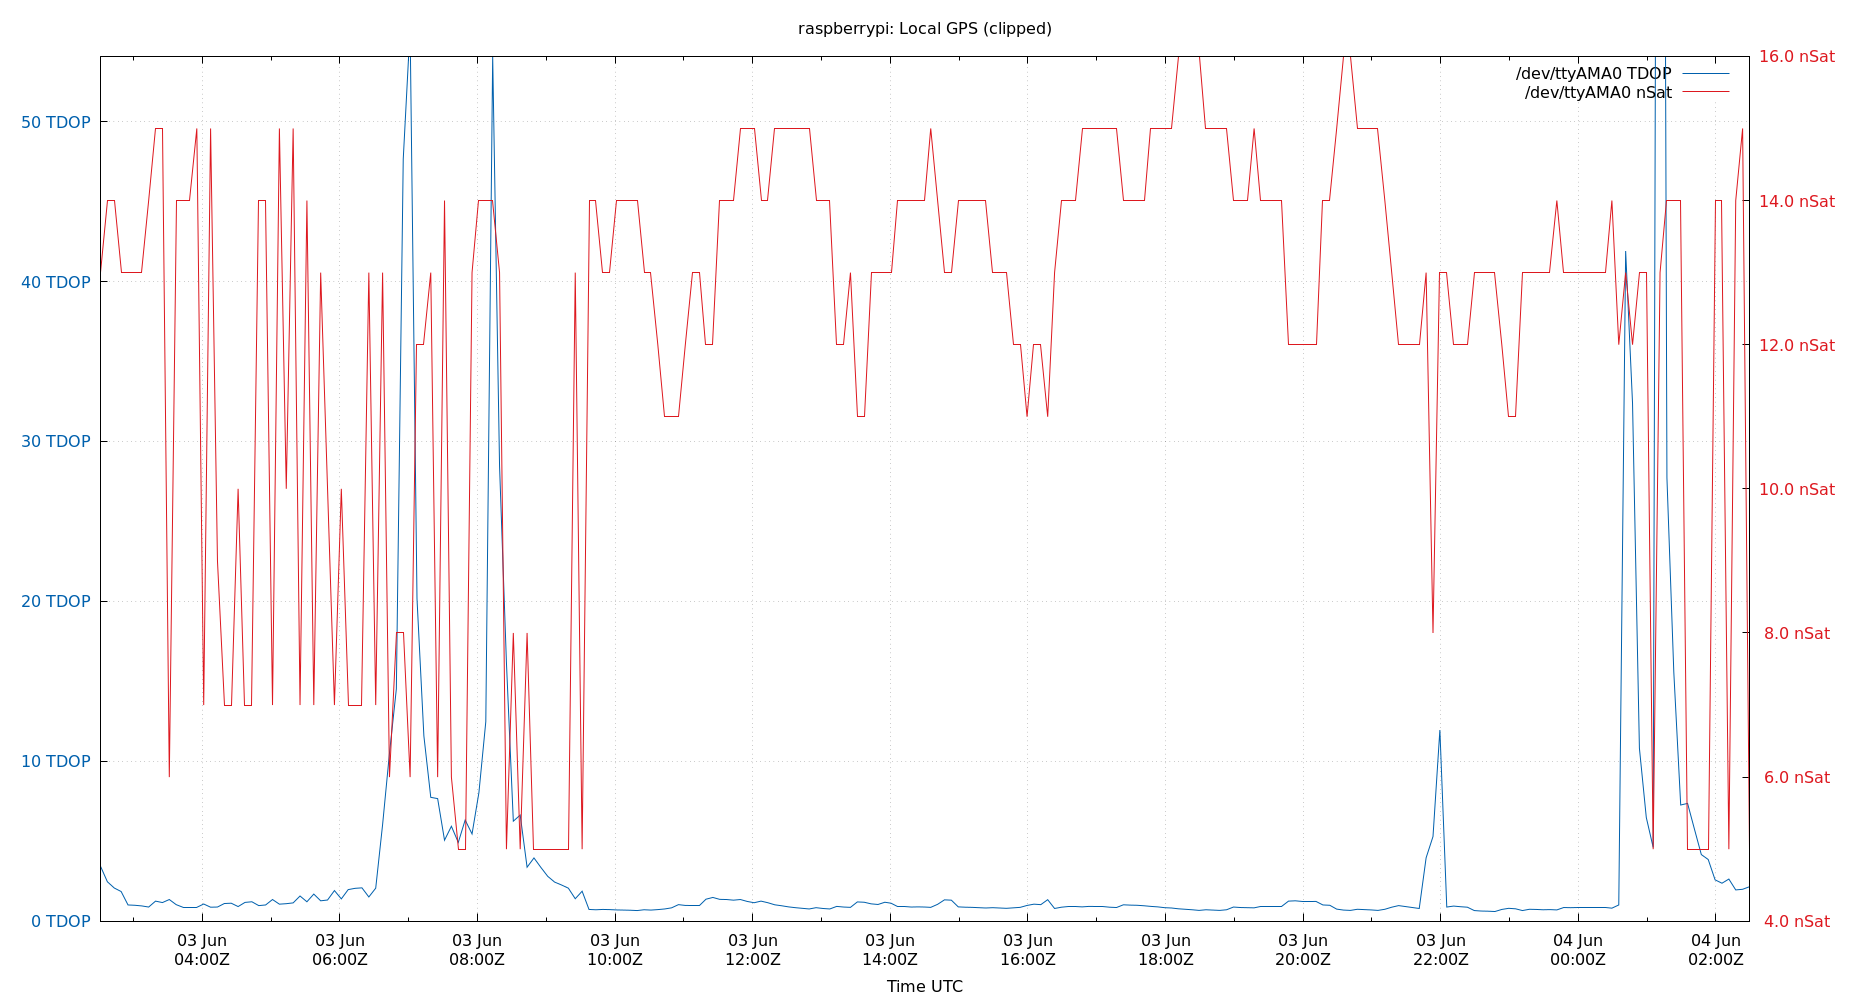 raspberrypi: Local GPS (clipped)
/dev/ttyAMA0 TDOP
/dev/ttyAMA0 nSat
50 TDOP
40 TDOP
30 TDOP
20 TDOP
10 TDOP
0 TDOP
16.0 nSat
14.0 nSat
12.0 nSat
10.0 nSat
8.0 nSat
6.0 nSat
4.0 nSat
03 Jun
04:00Z
03 Jun
06:00Z
03 Jun
08:00Z
03 Jun
10:00Z
03 Jun
12:00Z
03 Jun
14:00Z
03 Jun
16:00Z
03 Jun
18:00Z
03 Jun
20:00Z
03 Jun
22:00Z
04 Jun
00:00Z
04 Jun
02:00Z
Time UTC